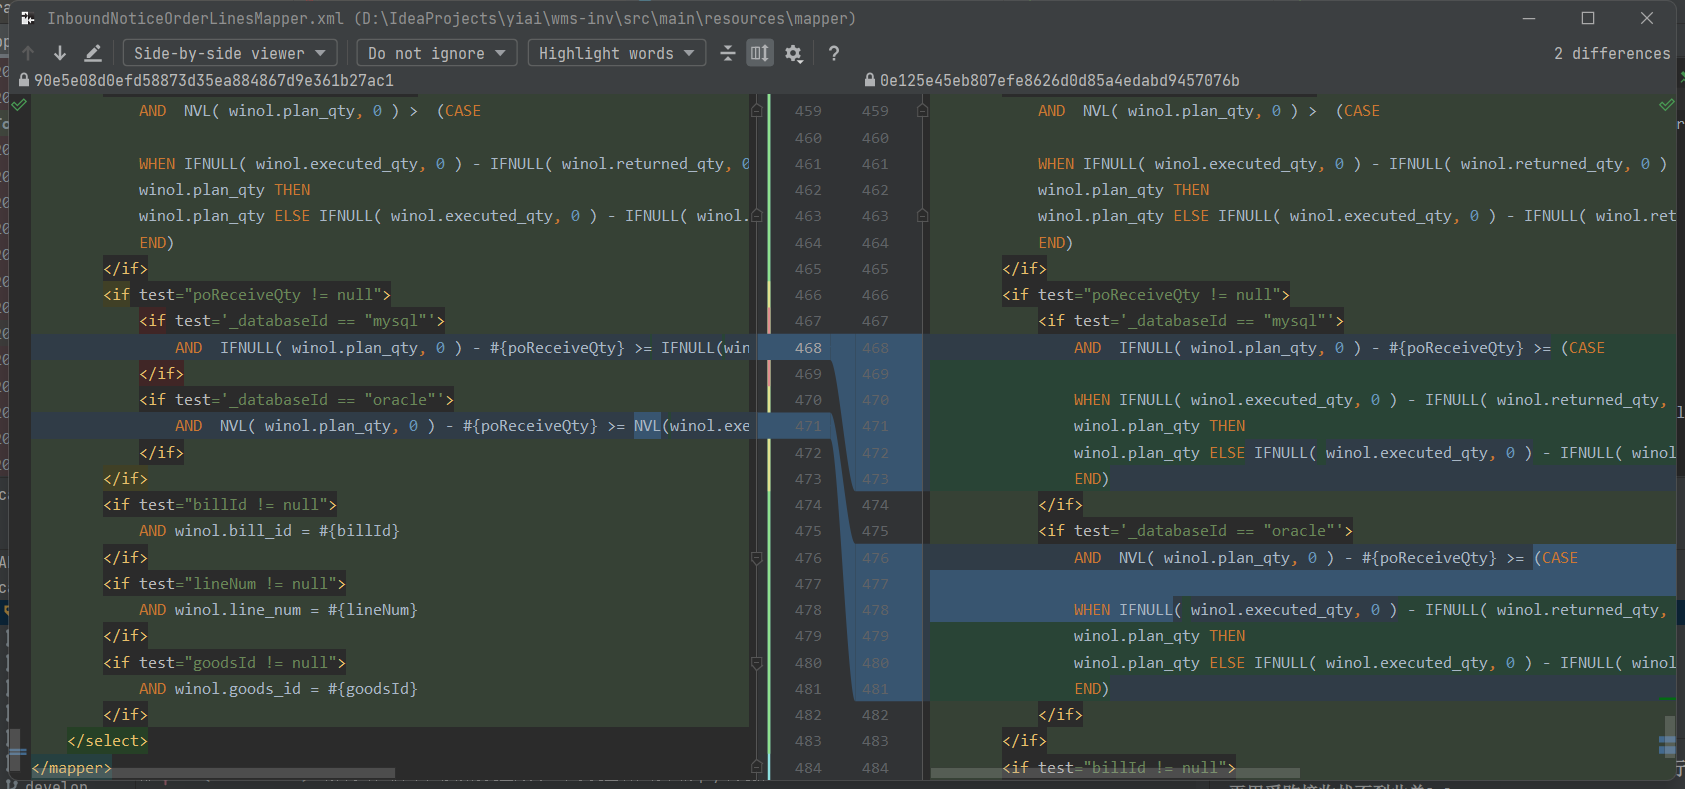 InboundNoticeOrderLinesMapper.xml (D:\IdeaProjects\yiai\wms-inv\src\main\resources\mapper)
Side-by-side viewer
Do not ignore
Highlight words
?
2 differences
90e5e08d0efd58873d35ea884867d9e361b27ac1
0e125e45eb807efe8626d0d85a4edabd9457076b
AND NVL( winol.plan_qty, 0 ) > (CASE
WHEN IFNULL( winol.executed_qty, 0 ) - IFNULL( winol.returned_qty, 0
winol.plan_qty THEN
winol.plan_qty ELSE IFNULL( winol.executed_qty, 0 ) - IFNULL( winol.
END)
</if>
<if test="poReceiveQty != null">
<if test='_databaseId == "mysql"'>
AND IFNULL( winol.plan_qty, 0 ) - #{poReceiveQty} >= IFNULL(win
</if>
<if test='_databaseId == "oracle"'>
AND NVL( winol.plan_qty, 0 ) - #{poReceiveQty} >= NVL(winol.exe
</if>
</if>
<if test="billId != null">
AND winol.bill_id = #{billId}
</if>
<if test="lineNum != null">
AND winol.line_num = #{lineNum}
</if>
<if test="goodsId != null">
AND winol.goods_id = #{goodsId}
</if>
</select>
</mapper>
459 459
460 460
461 461
462 462
463 463
464 464
465 465
466 466
467 467
468 468
469 469
470 470
471 471
472 472
473 473
474 474
475 475
476 476
477 477
478 478
479 479
480 480
481 481
482 482
483 483
484 484
AND NVL( winol.plan_qty, 0 ) > (CASE
WHEN IFNULL( winol.executed_qty, 0 ) - IFNULL( winol.returned_qty, 0 )
winol.plan_qty THEN
winol.plan_qty ELSE IFNULL( winol.executed_qty, 0 ) - IFNULL( winol.ret
END)
</if>
<if test="poReceiveQty != null">
<if test='_databaseId == "mysql"'>
AND IFNULL( winol.plan_qty, 0 ) - #{poReceiveQty} >= (CASE
WHEN IFNULL( winol.executed_qty, 0 ) - IFNULL( winol.returned_qty,
winol.plan_qty THEN
winol.plan_qty ELSE IFNULL( winol.executed_qty, 0 ) - IFNULL( winol
END)
</if>
<if test='_databaseId == "oracle"'>
AND NVL( winol.plan_qty, 0 ) - #{poReceiveQty} >= (CASE
WHEN IFNULL( winol.executed_qty, 0 ) - IFNULL( winol.returned_qty,
winol.plan_qty THEN
winol.plan_qty ELSE IFNULL( winol.executed_qty, 0 ) - IFNULL( winol
END)
</if>
</if>
<if test="billId != null">
develop